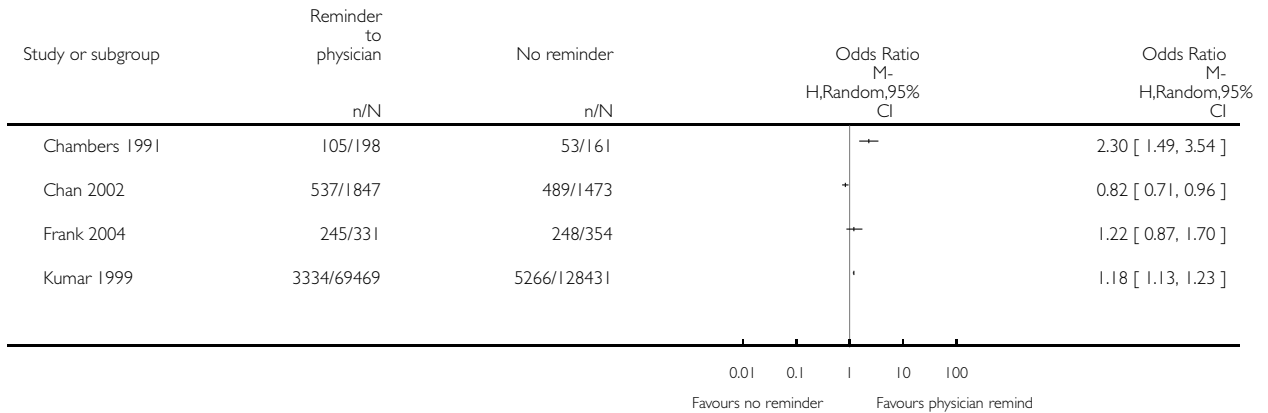 Reminder
to
Study or subgroup physician No reminder Odds Ratio Odds Ratio
M- M-
H,Random,95% H,Random,95%
n/N n/N CI CI
Chambers 1991 105/198 53/161 2.30 [ 1.49, 3.54 ]
Chan 2002 537/1847 489/1473 0.82 [ 0.71, 0.96 ]
Frank 2004 245/331 248/354 1.22 [ 0.87, 1.70 ]
Kumar 1999 3334/69469 5266/128431 1.18 [ 1.13, 1.23 ]
0.01 0.1 1 10 100
Favours no reminder Favours physician remind